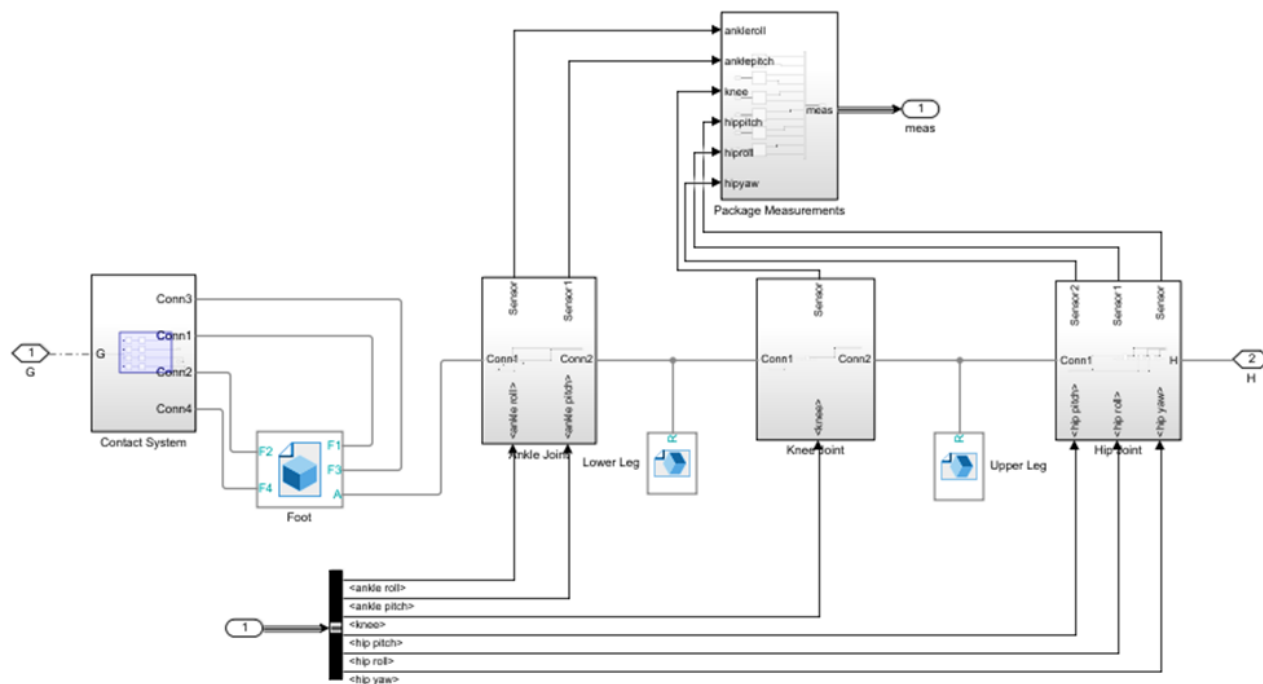 ankleroll
anklepitch
knee
hippitch
hiproll
hipyaw
meas
Package Measurements
1
meas
Conn3
Conn1
Conn2
Conn4
G
Contact System
1
G
F2
F4
F1
F3
A
Foot
Sensor
Sensor1
Conn1
Conn2
<ankle roll>
<ankle pitch>
Ankle Joint
R
Lower Leg
Sensor
Conn1
Conn2
<knee>
Knee Joint
R
Upper Leg
Sensor2
Sensor1
Sensor
Conn1
H
<hip pitch>
<hip roll>
<hip yaw>
Hip Joint
2
H
1
<ankle roll>
<ankle pitch>
<knee>
<hip pitch>
<hip roll>
<hip yaw>